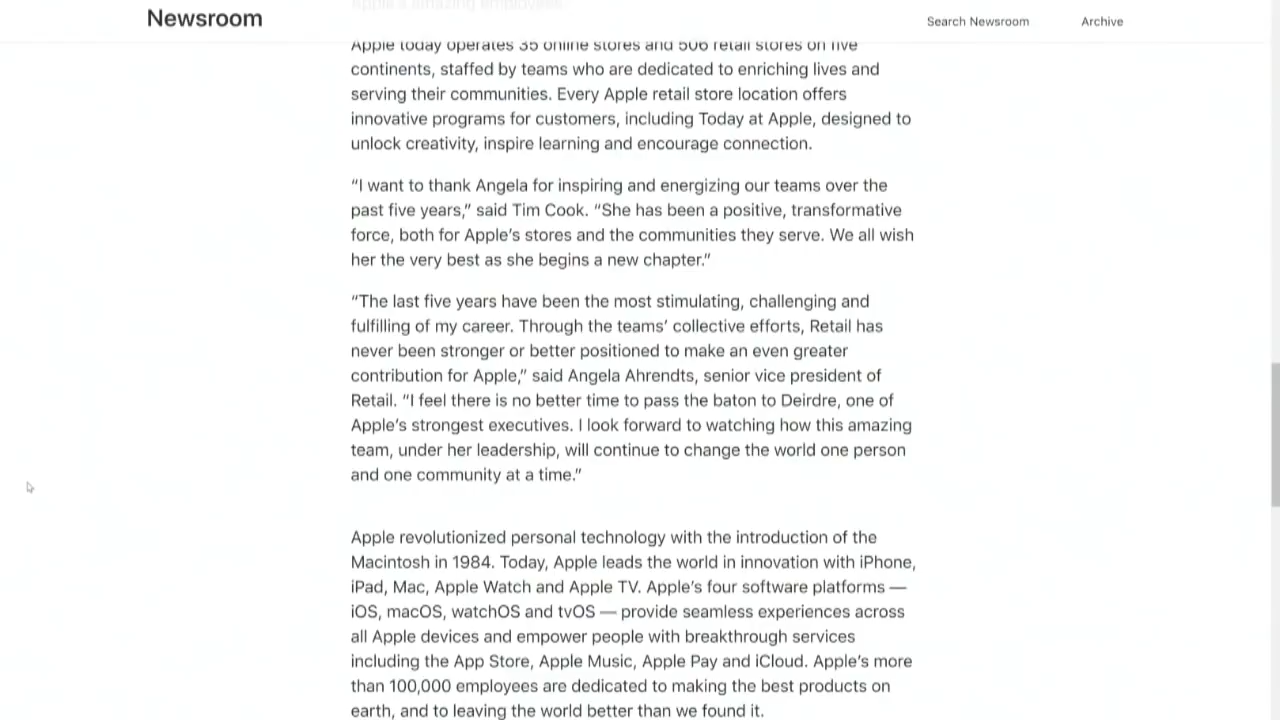 Newsroom
Search Newsroom
Archive
Apple's amazing employees.
Apple today operates 35 online stores and 506 retail stores on five
continents, staffed by teams who are dedicated to enriching lives and
serving their communities. Every Apple retail store location offers
innovative programs for customers, including Today at Apple, designed to
unlock creativity, inspire learning and encourage connection.
“I want to thank Angela for inspiring and energizing our teams over the
past five years,” said Tim Cook. “She has been a positive, transformative
force, both for Apple’s stores and the communities they serve. We all wish
her the very best as she begins a new chapter.”
“The last five years have been the most stimulating, challenging and
fulfilling of my career. Through the teams’ collective efforts, Retail has
never been stronger or better positioned to make an even greater
contribution for Apple,” said Angela Ahrendts, senior vice president of
Retail. “I feel there is no better time to pass the baton to Deirdre, one of
Apple’s strongest executives. I look forward to watching how this amazing
team, under her leadership, will continue to change the world one person
and one community at a time.”
Apple revolutionized personal technology with the introduction of the
Macintosh in 1984. Today, Apple leads the world in innovation with iPhone,
iPad, Mac, Apple Watch and Apple TV. Apple’s four software platforms —
iOS, macOS, watchOS and tvOS — provide seamless experiences across
all Apple devices and empower people with breakthrough services
including the App Store, Apple Music, Apple Pay and iCloud. Apple’s more
than 100,000 employees are dedicated to making the best products on
earth, and to leaving the world better than we found it.